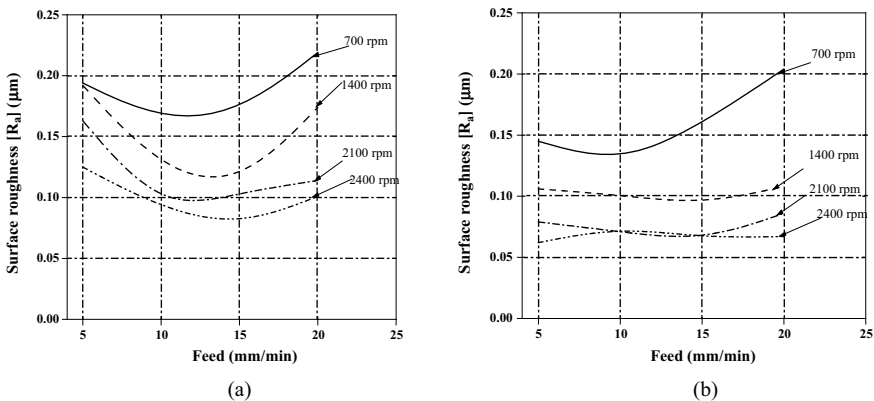 0.25
0.20
0.15
0.10
0.05
0.00
Surface roughness [Ra] (μm)
700 rpm
1400 rpm
2100 rpm
2400 rpm
5 10 15 20 25
Feed (mm/min)
(a)
0.25
0.20
0.15
0.10
0.05
0.00
Surface roughness [Ra] (μm)
700 rpm
1400 rpm
2100 rpm
2400 rpm
5 10 15 20 25
Feed (mm/min)
(b)